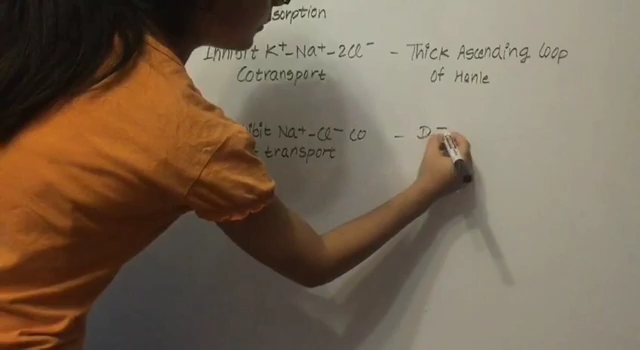 sorption
Inhibit K+-Na+-2Cl- - Thick Ascending Loop
Cotransport Of Henle
bit Na+-Cl- CO - D
transport